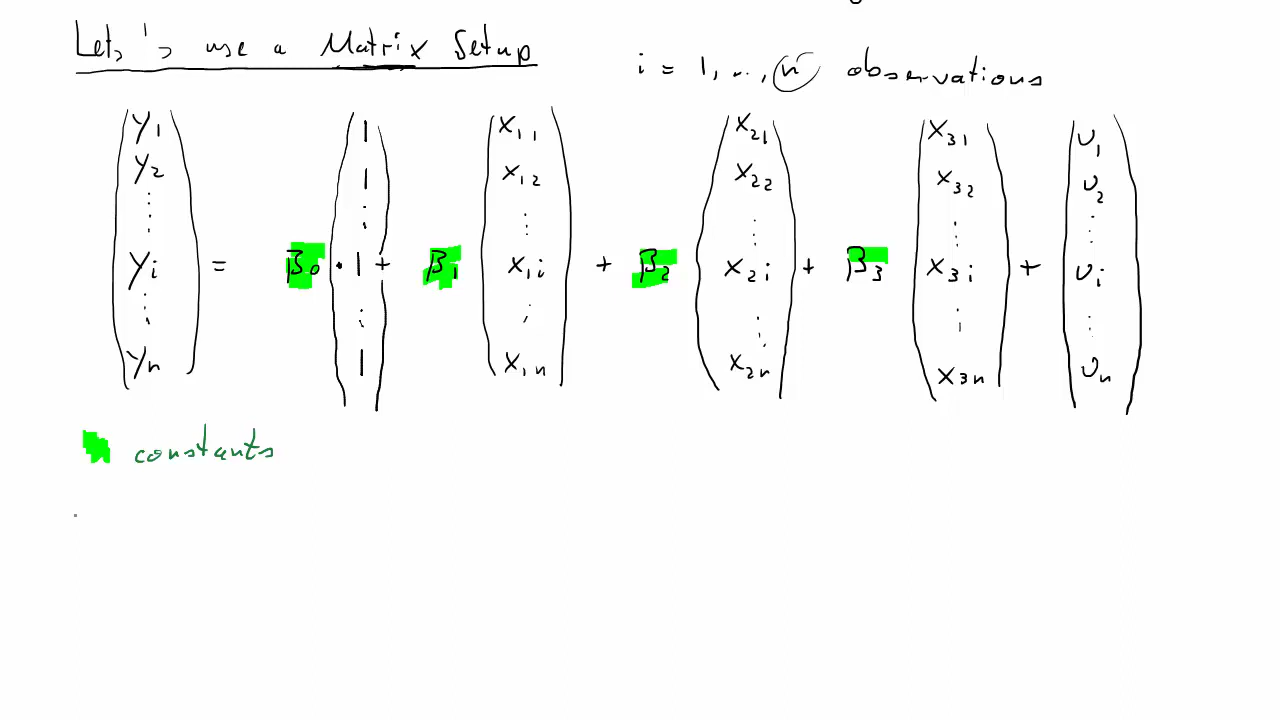 Lets's use a Matrix Setup
i = 1, ..., n observations
y1 1 x11 x21 x31 u1
y2 1 x12 x22 x32 u2
⋮ ⋮ ⋮ ⋮ ⋮ ⋮
yi = β0 · 1 + β1 x1i + β2 x2i + β3 x3i + ui
⋮ ⋮ ⋮ ⋮ ⋮ ⋮
yn 1 x1n x2n x3n un
constants